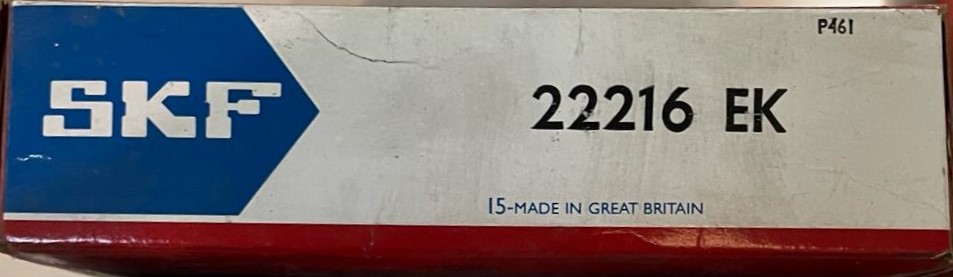 P461
SKF
22216 EK
15-MADE IN GREAT BRITAIN